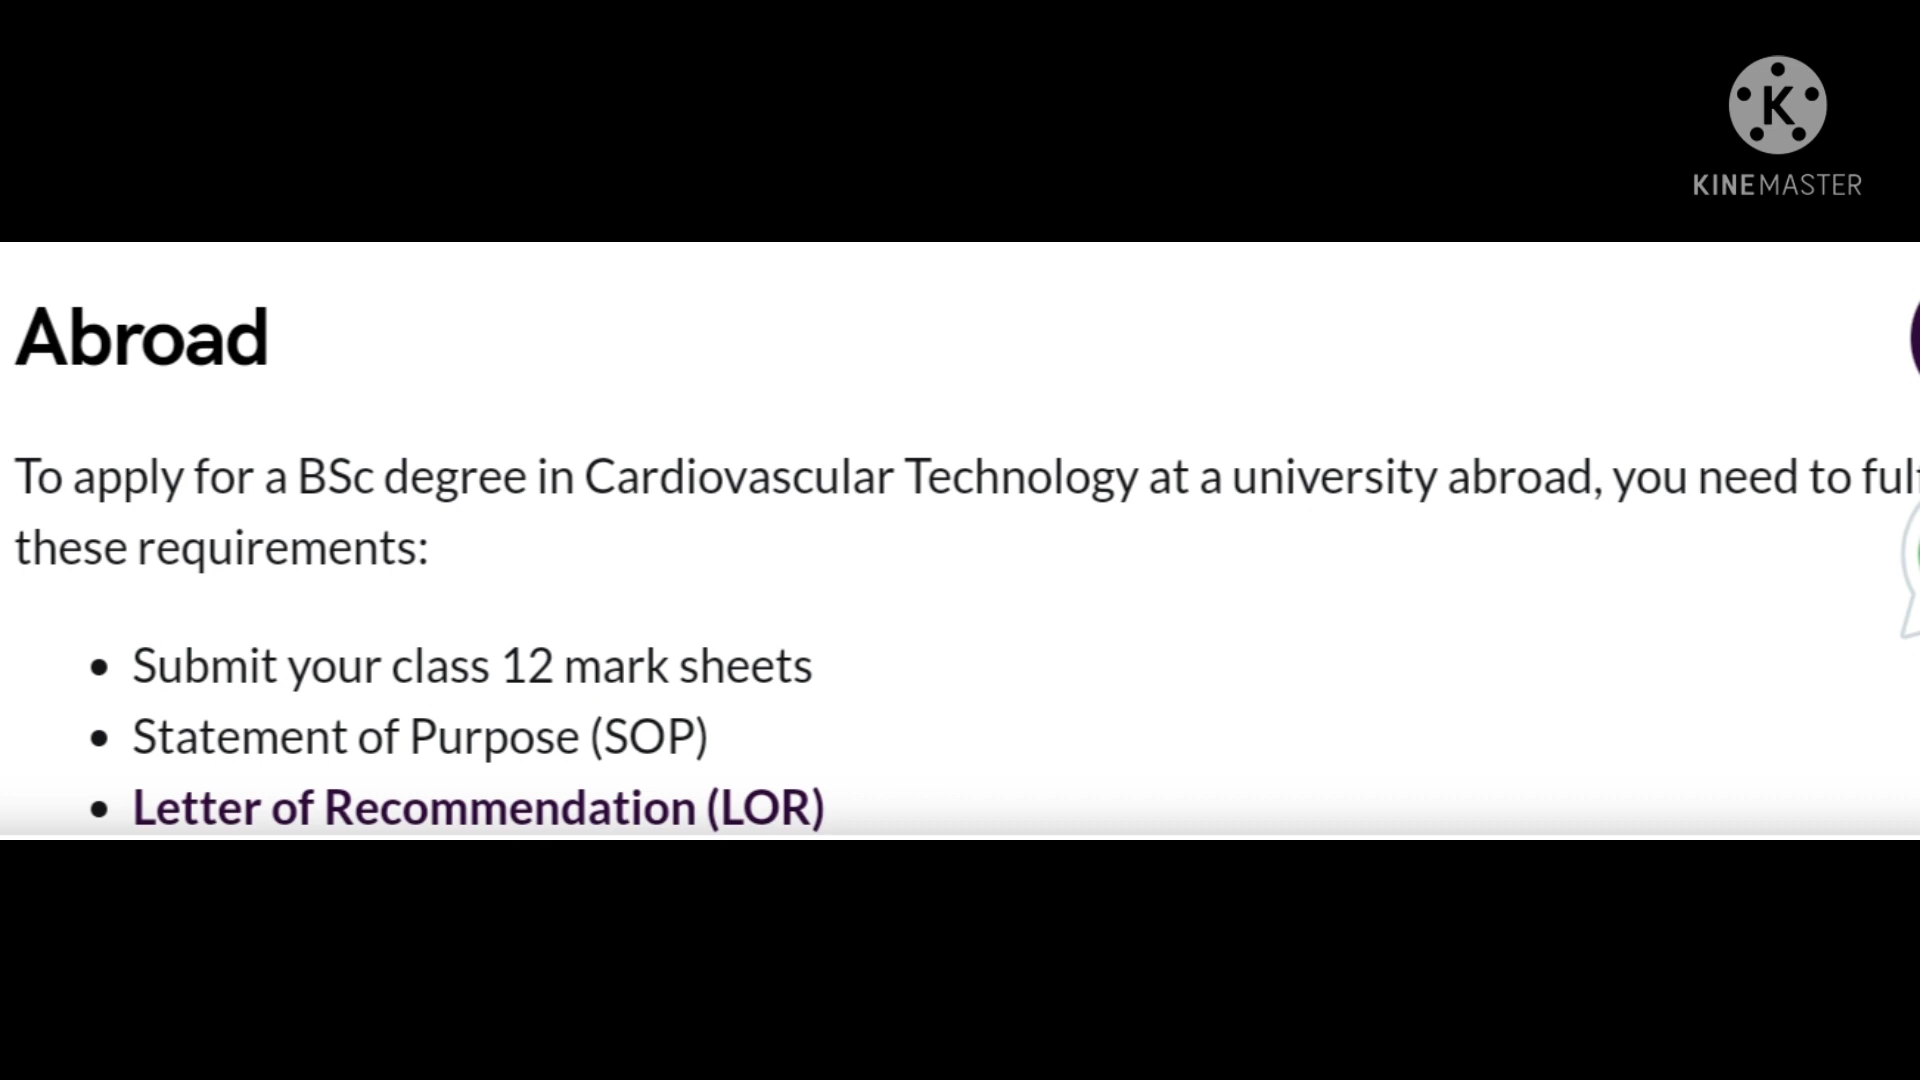 K
KINEMASTER
Abroad
To apply for a BSc degree in Cardiovascular Technology at a university abroad, you need to
these requirements:
• Submit your class 12 mark sheets
• Statement of Purpose (SOP)
• Letter of Recommendation (LOR)